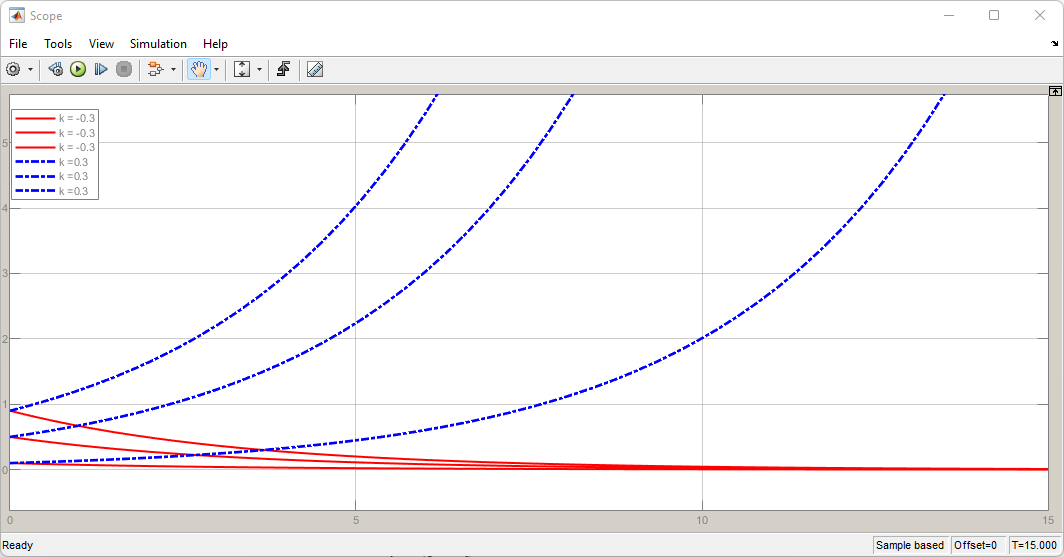 Scope
File Tools View Simulation Help
k = -0.3
k = -0.3
k = -0.3
k =0.3
k =0.3
k =0.3
5
4
3
2
1
0
0 5 10 15
Ready Sample based Offset=0 T=15.000